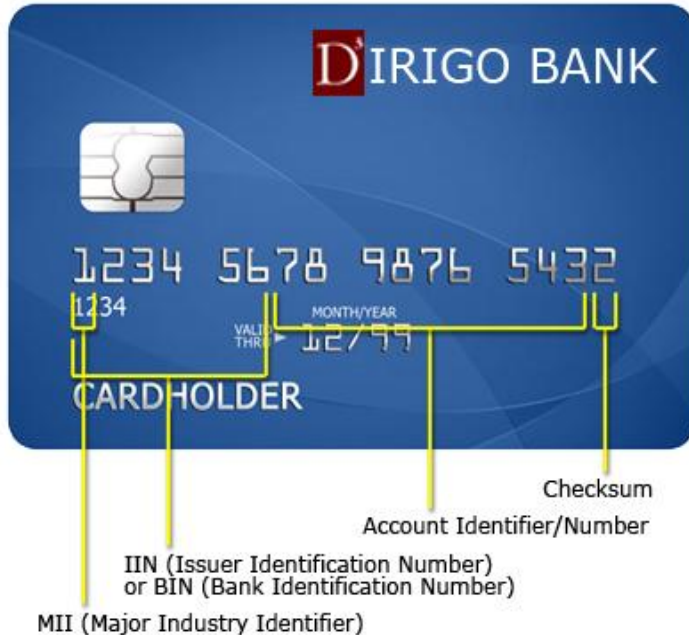 D³IRIGO BANK
1234 5678 9876 5432
1234
MONTH/YEAR
VALID THRU
12/99
CARDHOLDER
Checksum
Account Identifier/Number
IIN (Issuer Identification Number)
or BIN (Bank Identification Number)
MII (Major Industry Identifier)